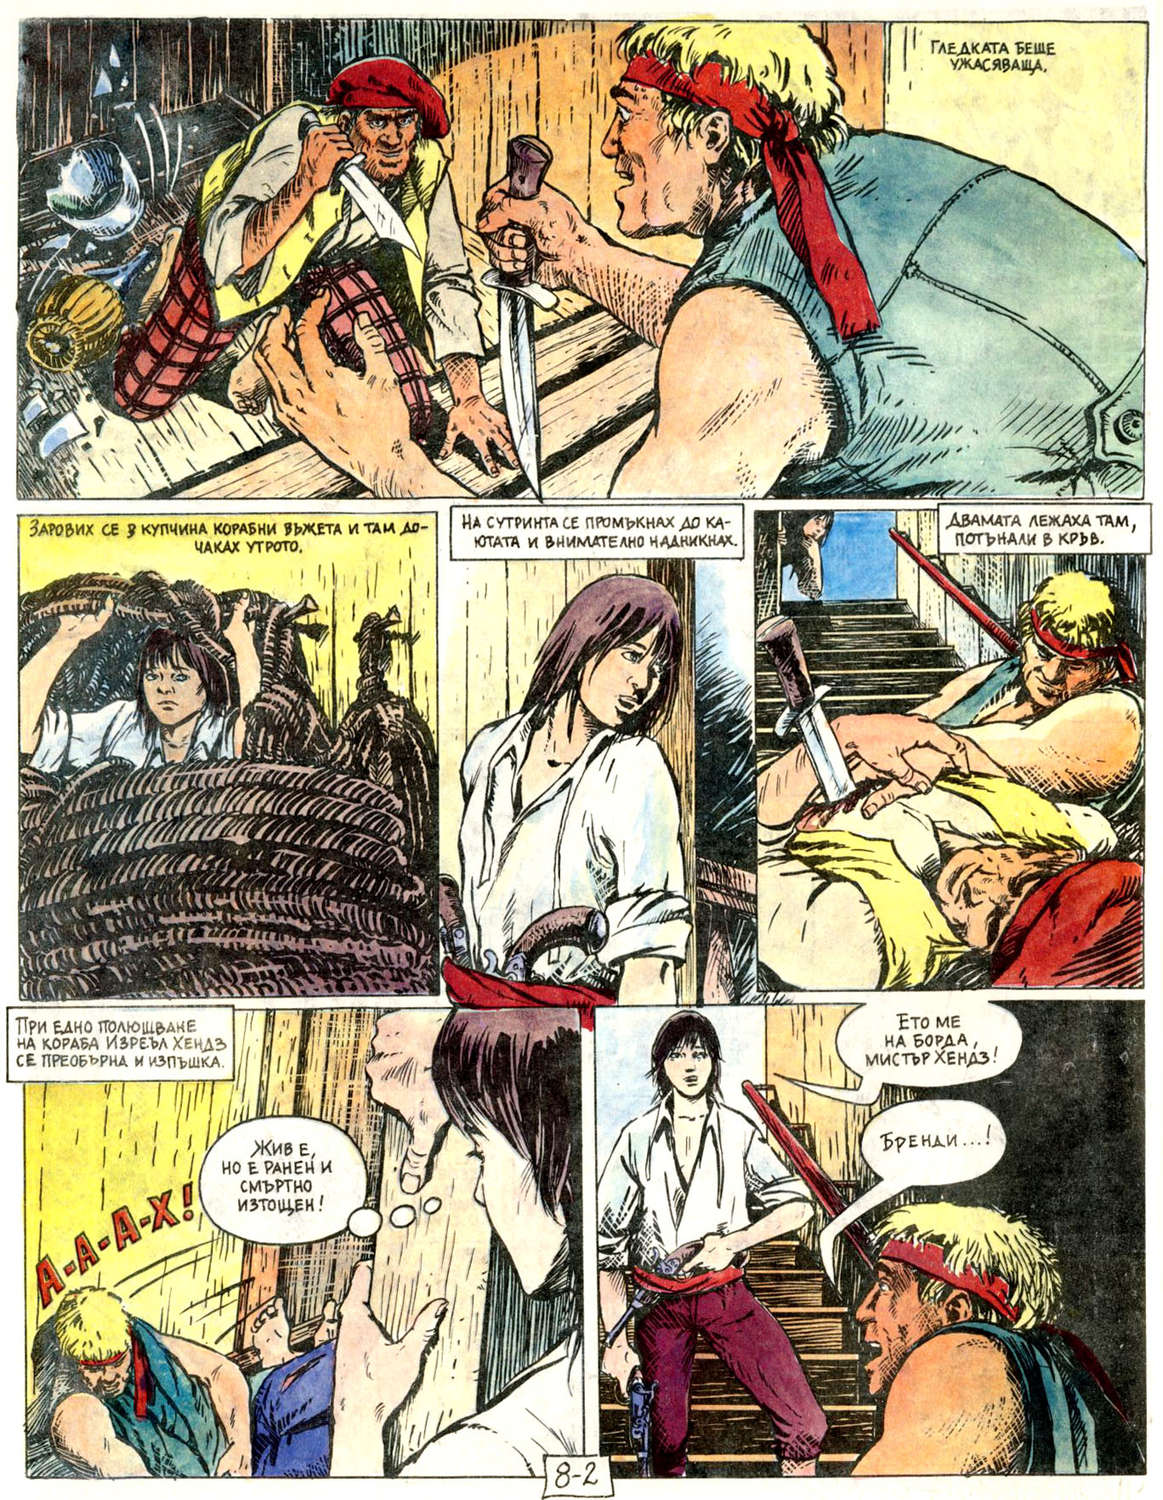 ГЛЕДКАТА БЕШЕ
УЖАСЯВАЩА.
ЗАРОВИХ СЕ В КУПЧИНА КОРАБНИ ВЪЖЕТА И ТАМ ДО-
ЧАКАХ УТРОТО.
НА СУТРИНТА СЕ ПРОМЪКНАХ ДО КА-
ЮТАТА И ВНИМАТЕЛНО НАДНИКНАХ.
ДВАМАТА ЛЕЖАХА ТАМ,
ПОТЪНАЛИ В КРЪВ.
ПРИ ЕДНО ПОЛЮЩВАНЕ
НА КОРАБА ИЗРЕЪЛ ХЕНДЗ
СЕ ПРЕОБЪРНА И ИЗПЪШКА.
ЖИВ Е,
НО Е РАНЕН И
СМЪРТНО
ИЗТОЩЕН!
А-А-А-Х!
ЕТО МЕ
НА БОРДА,
МИСТЪР ХЕНДЗ!
БРЕНДИ...!
8-2